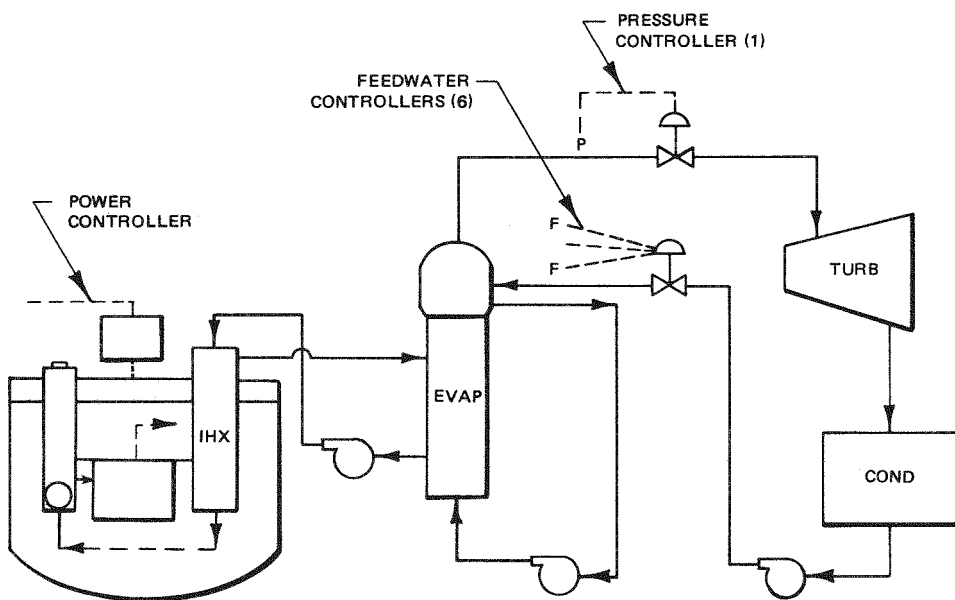 PRESSURE
CONTROLLER (1)
FEEDWATER
CONTROLLERS (6)
P
POWER
CONTROLLER
F
F
TURB
EVAP
IHX
COND